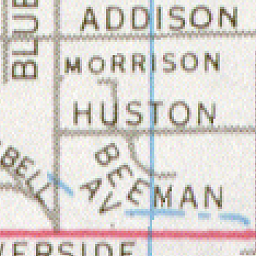 ADDISON
BLUE
MORRISON
HUSTON
BELL
BEEMAN
AV
VERSIDE